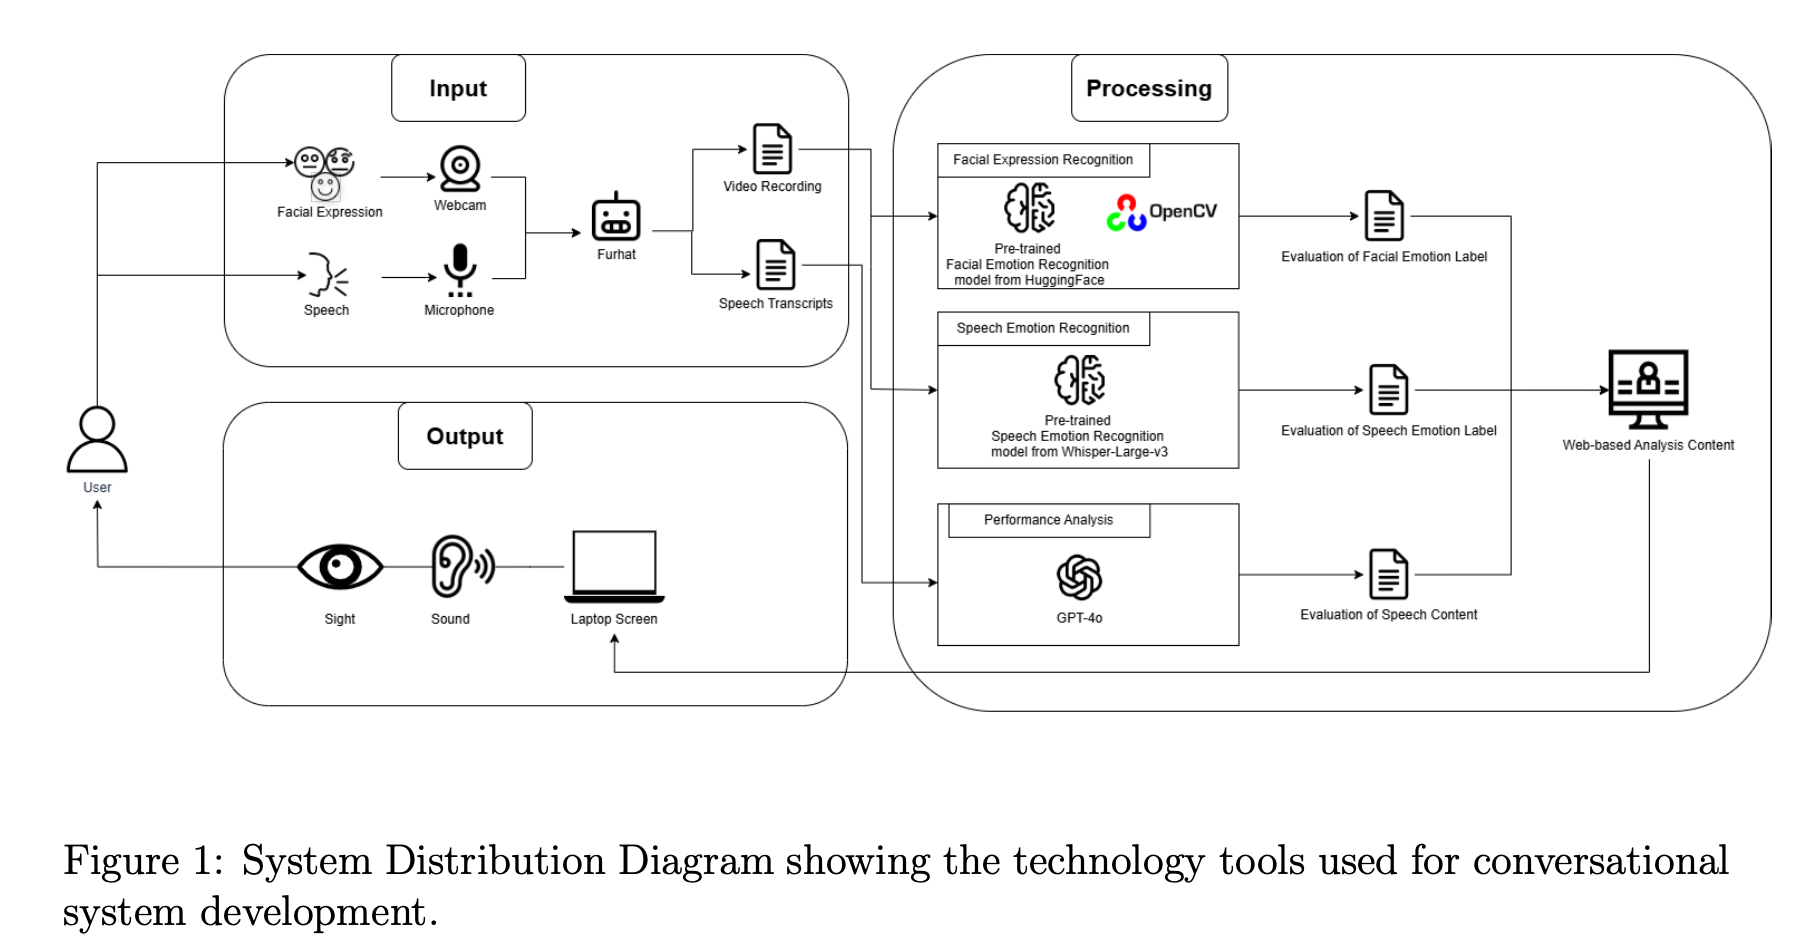 Input
Facial Expression
Webcam
Speech
Microphone
Furhat
Video Recording
Speech Transcripts
Processing
Facial Expression Recognition
OpenCV
Pre-trained
Facial Emotion Recognition
model from HuggingFace
Evaluation of Facial Emotion Label
Speech Emotion Recognition
Pre-trained
Speech Emotion Recognition
model from Whisper-Large-v3
Evaluation of Speech Emotion Label
Performance Analysis
GPT-4o
Evaluation of Speech Content
Web-based Analysis Content
Output
User
Sight
Sound
Laptop Screen
Figure 1: System Distribution Diagram showing the technology tools used for conversational
system development.